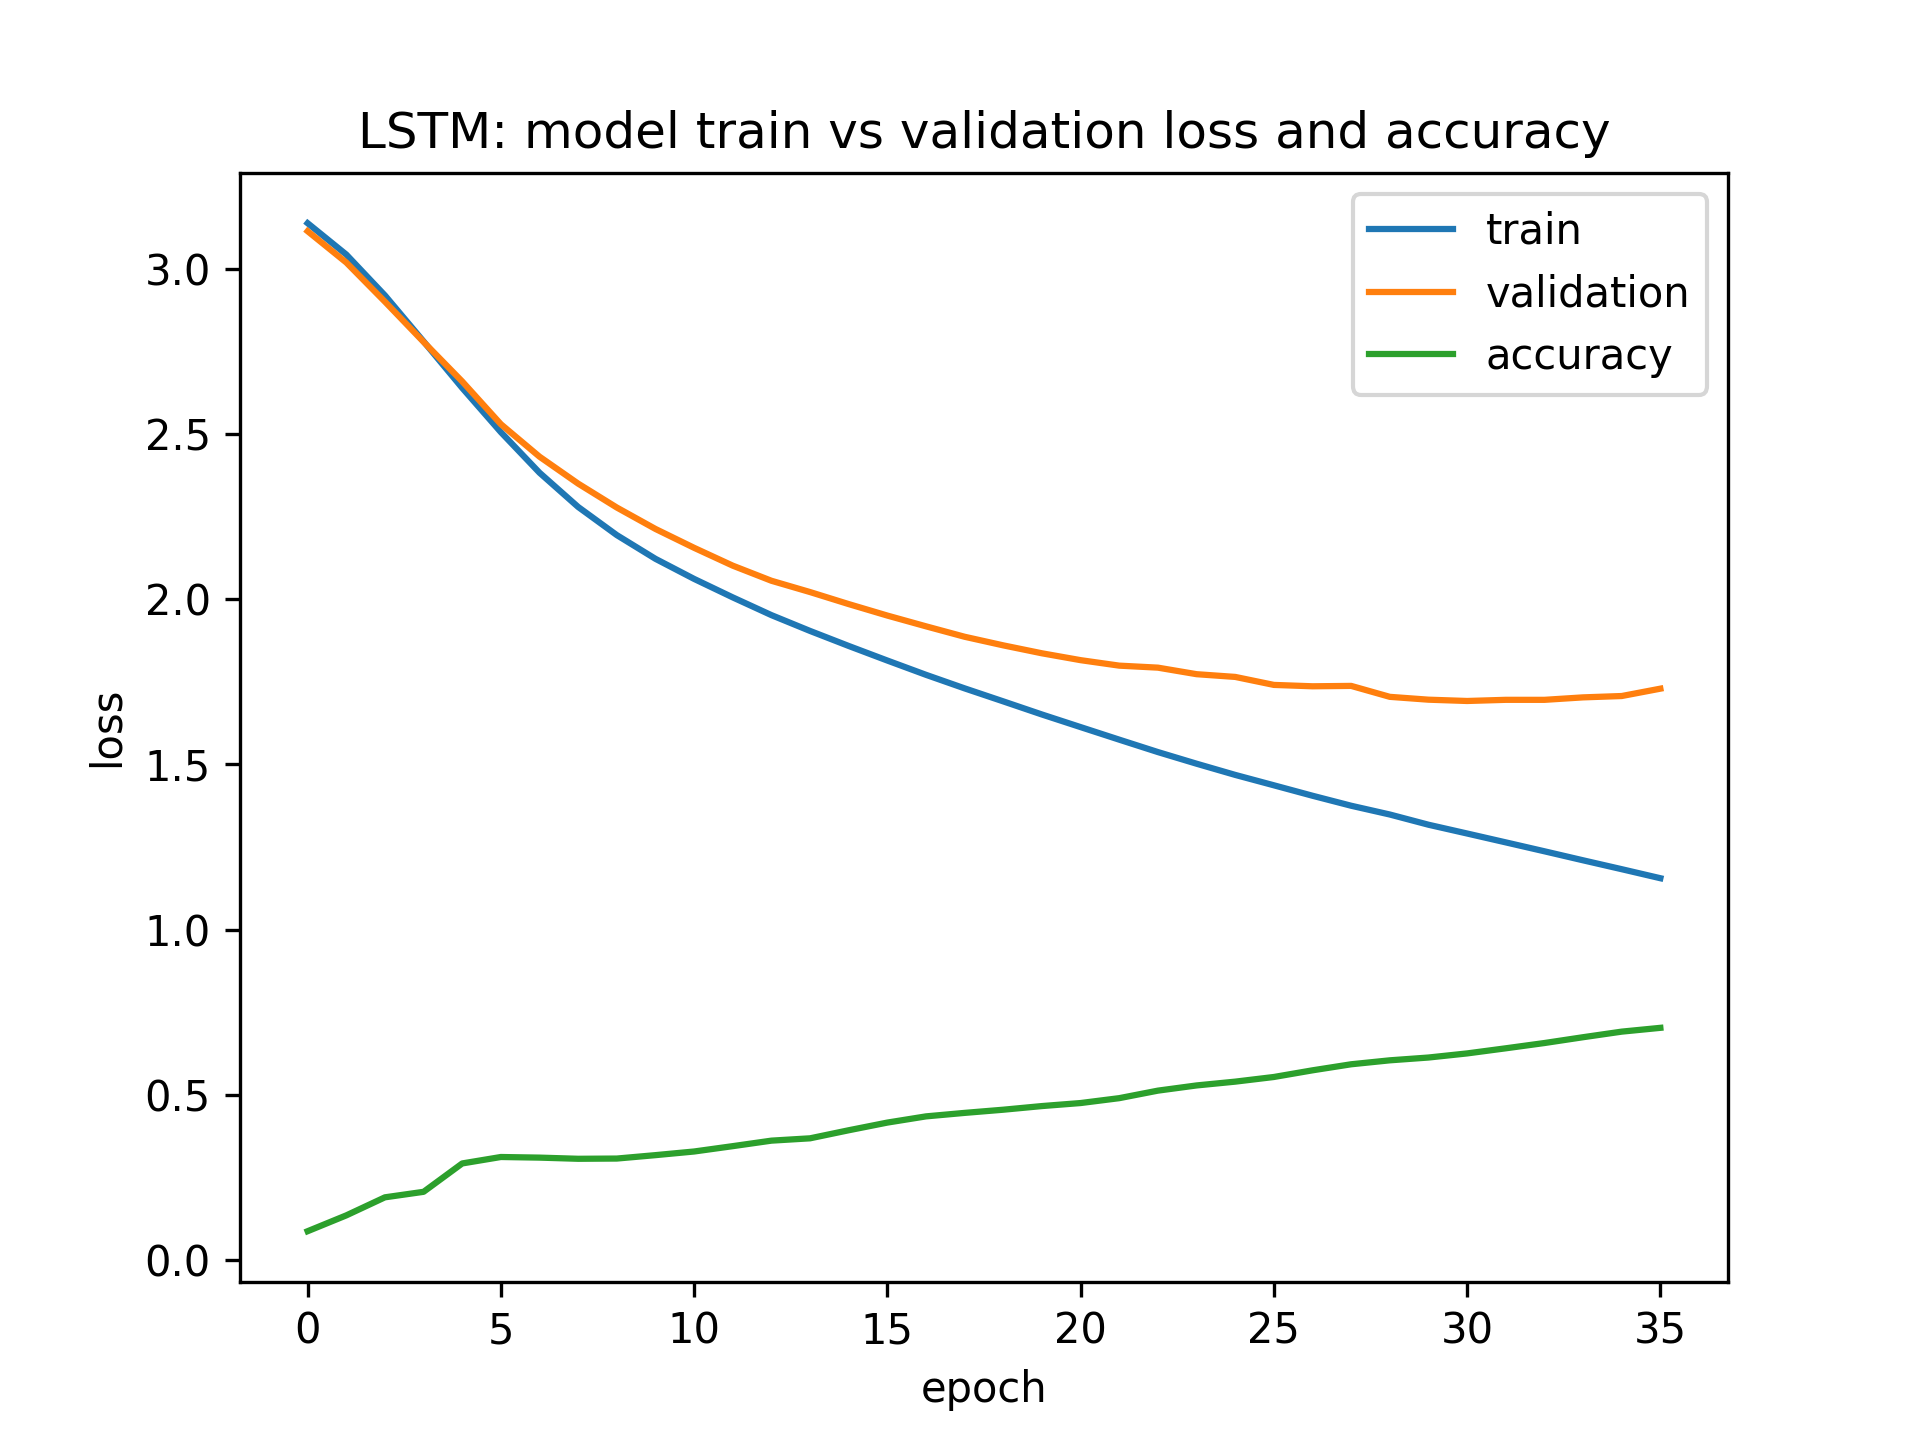 LSTM: model train vs validation loss and accuracy
train
validation
accuracy
loss
3.0
2.5
2.0
1.5
1.0
0.5
0.0
0 5 10 15 20 25 30 35
epoch